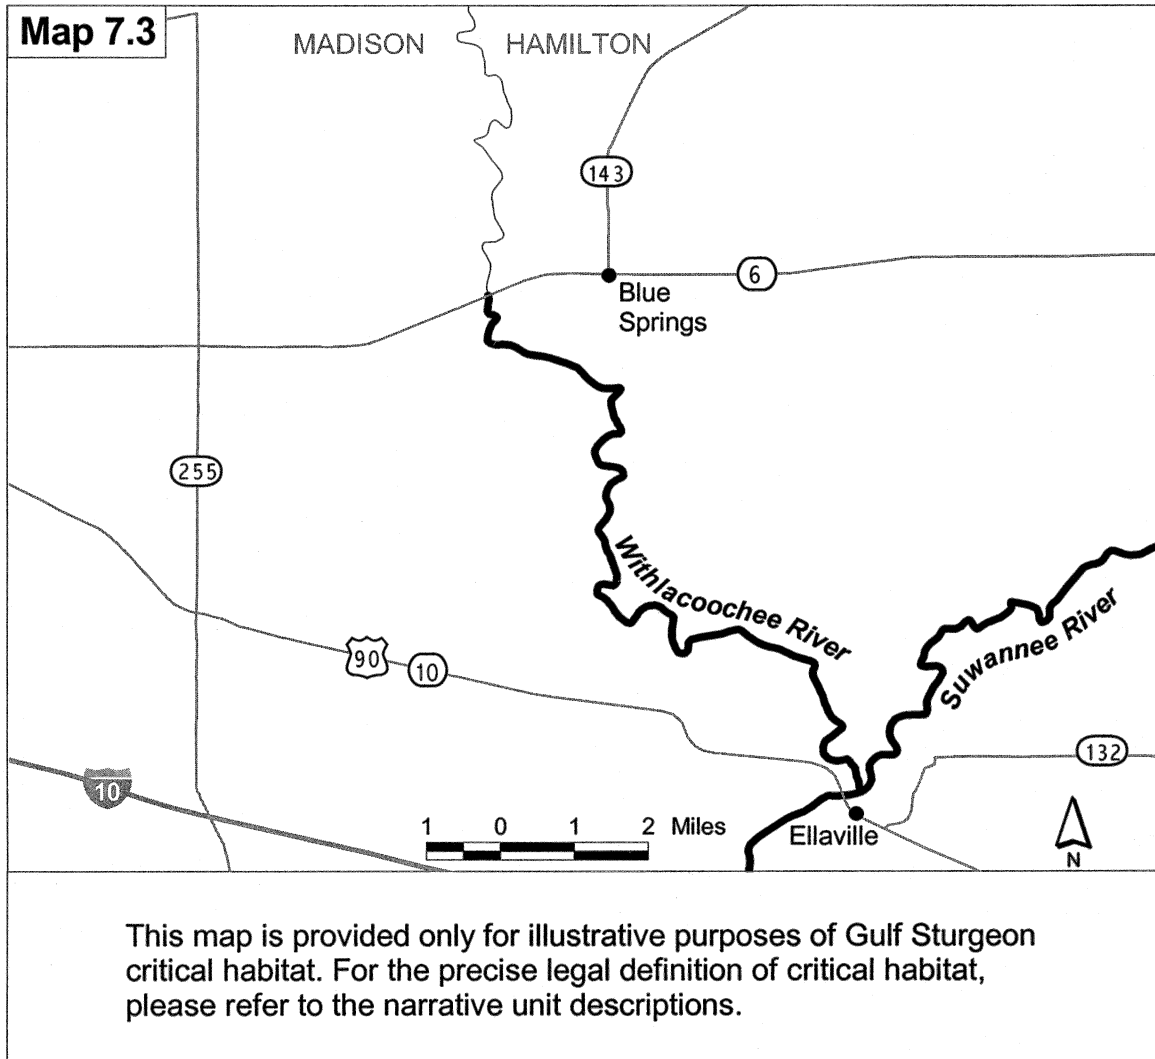 Map 7.3
MADISON
HAMILTON
143
6
Blue
Springs
255
Withlacoochee River
Suwannee River
90
10
132
10
1 0 1 2 Miles
Ellaville
N
This map is provided only for illustrative purposes of Gulf Sturgeon
critical habitat. For the precise legal definition of critical habitat,
please refer to the narrative unit descriptions.